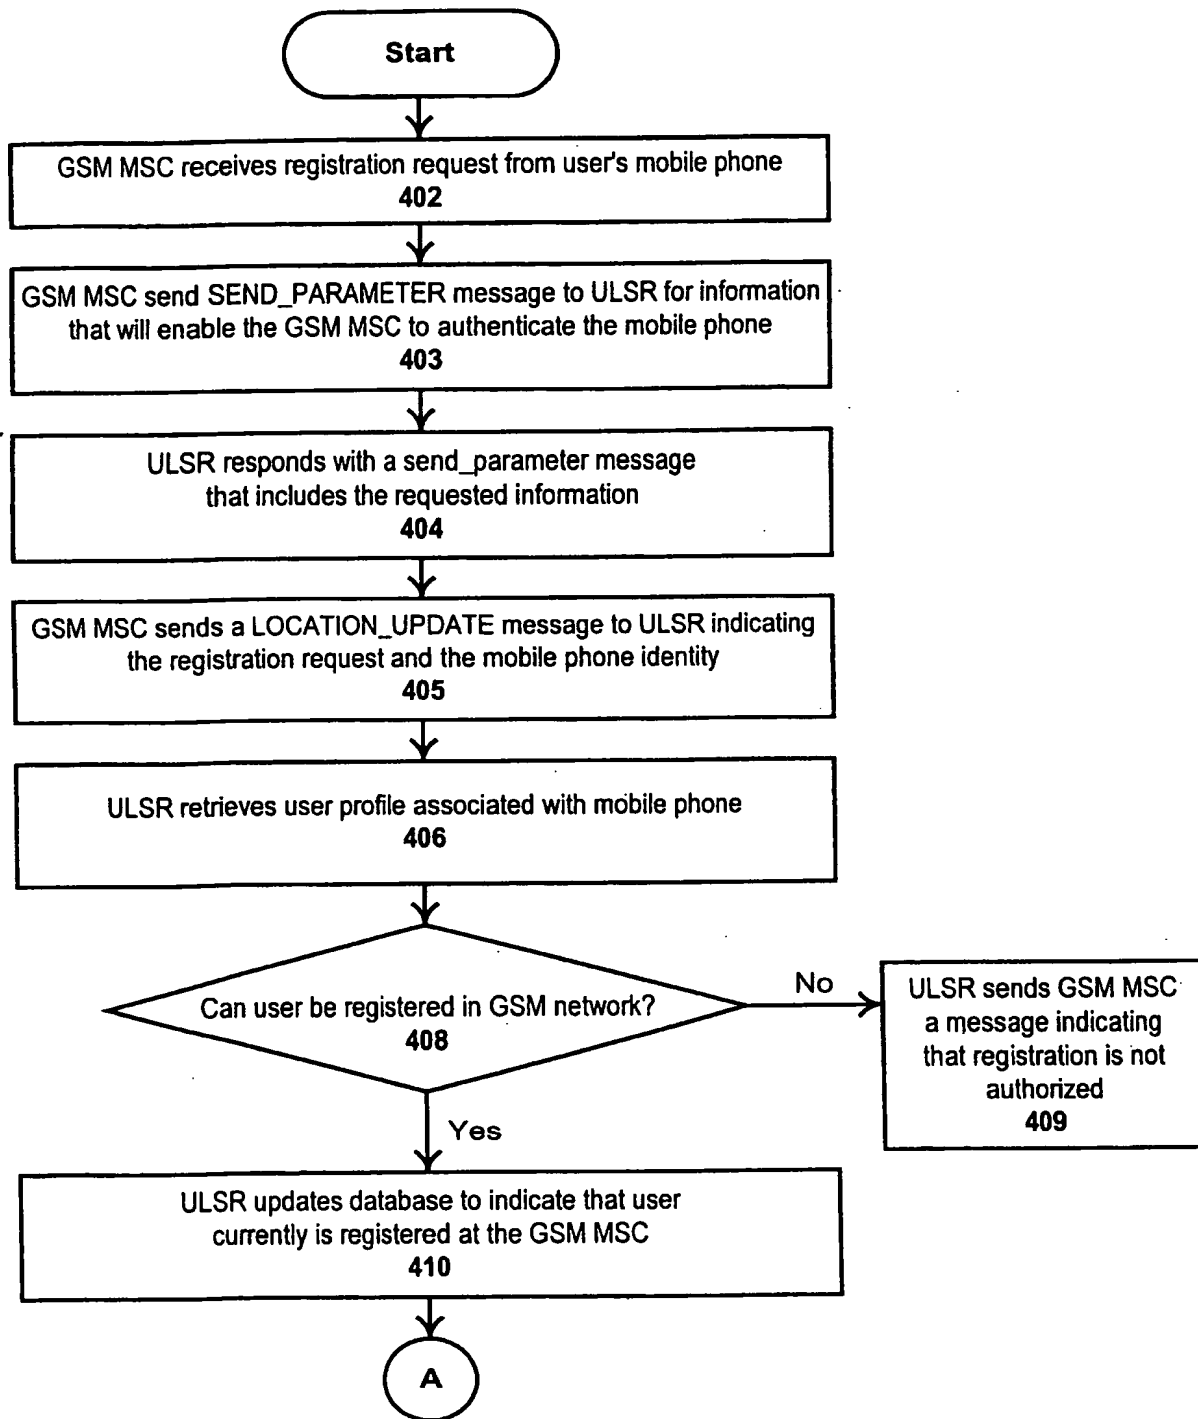 Start
GSM MSC receives registration request from user's mobile phone
402
GSM MSC send SEND_PARAMETER message to ULSR for information
that will enable the GSM MSC to authenticate the mobile phone
403
ULSR responds with a send_parameter message
that includes the requested information
404
GSM MSC sends a LOCATION_UPDATE message to ULSR indicating
the registration request and the mobile phone identity
405
ULSR retrieves user profile associated with mobile phone
406
Can user be registered in GSM network?
408
No
ULSR sends GSM MSC
a message indicating
that registration is not
authorized
409
Yes
ULSR updates database to indicate that user
currently is registered at the GSM MSC
410
A